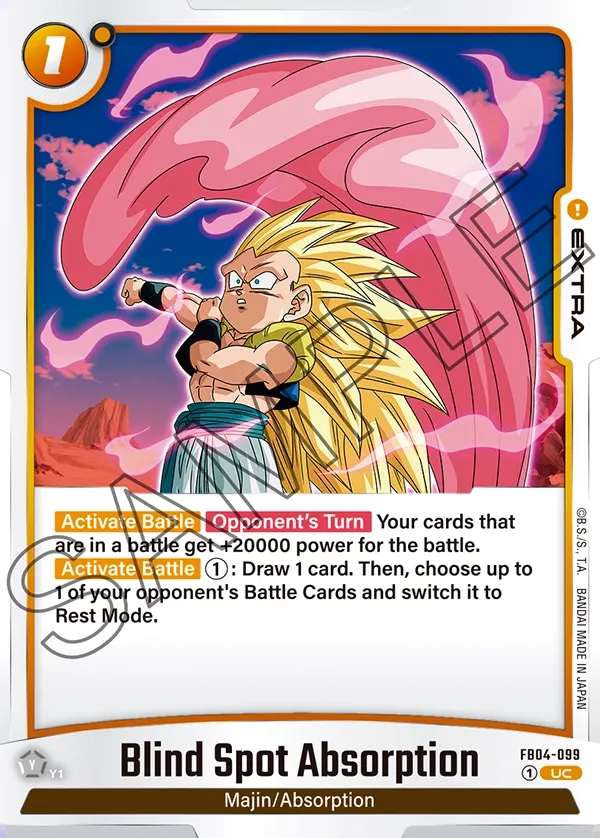 1
! EXTRA
SAMPLE
Activate Battle Opponent's Turn Your cards that
are in a battle get +20000 power for the battle.
Activate Battle ①: Draw 1 card. Then, choose up to
1 of your opponent's Battle Cards and switch it to
Rest Mode.
©B.S./S., T.A. BANDAI MADE IN JAPAN
Y Y1
Blind Spot Absorption
FB04-099
① UC
Majin/Absorption